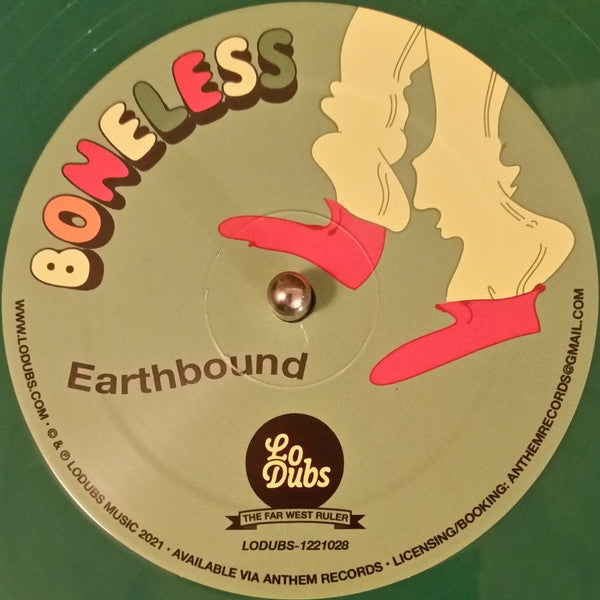 BONELESS
Earthbound
Lo
Dubs
THE FAR WEST RULER
LODUBS-1221028
WWW.LODUBS.COM · © & ℗ LODUBS MUSIC 2021 · AVAILABLE VIA ANTHEM RECORDS · LICENSING/BOOKING: ANTHEMRECORDS@GMAIL.COM